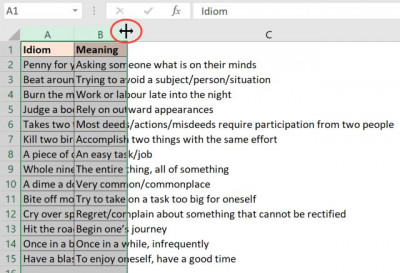 A1 fx Idiom
A B C
1 Idiom Meaning
2 Penny for y Asking someone what is on their minds
3 Beat aroun Trying to avoid a subject/person/situation
4 Burn the m Work or labour late into the night
5 Judge a boo Rely on outward appearances
6 Takes two t Most deeds/actions/misdeeds require participation from two people
7 Kill two bir Accomplish two things with the same effort
8 A piece of c An easy task/job
9 Whole nine The entire thing, all of something
10 A dime a do Very common/commonplace
11 Bite off mo Try to take on a task too big for oneself
12 Cry over sp Regret/complain about something that cannot be rectified
13 Hit the roa Begin one's journey
14 Once in a b Once in a while, infrequently
15 Have a blas To enjoy oneself, have a good time